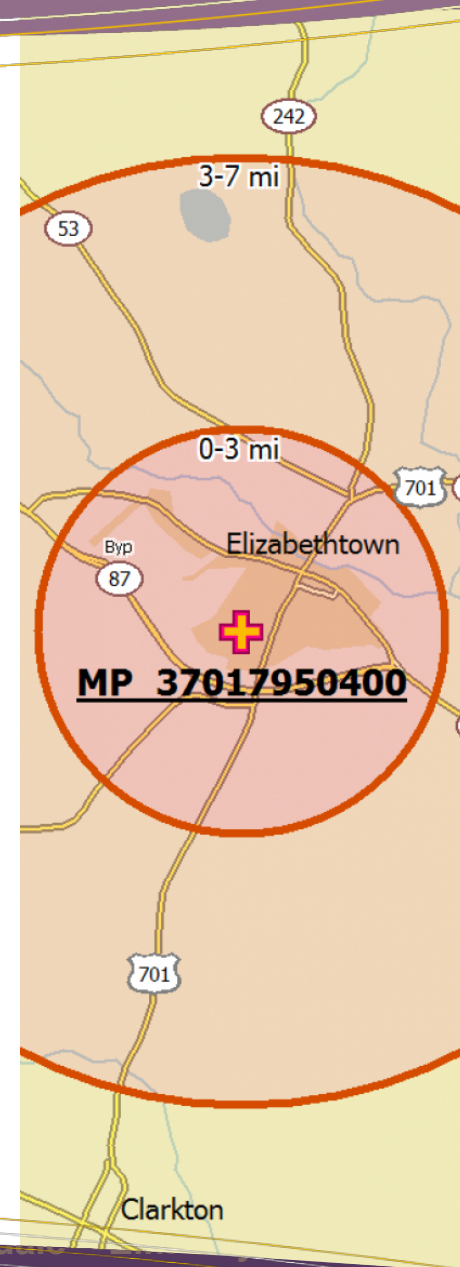 242
3-7 mi
53
0-3 mi
701
Elizabethtown
Byp
87
MP 37017950400
701
Clarkton